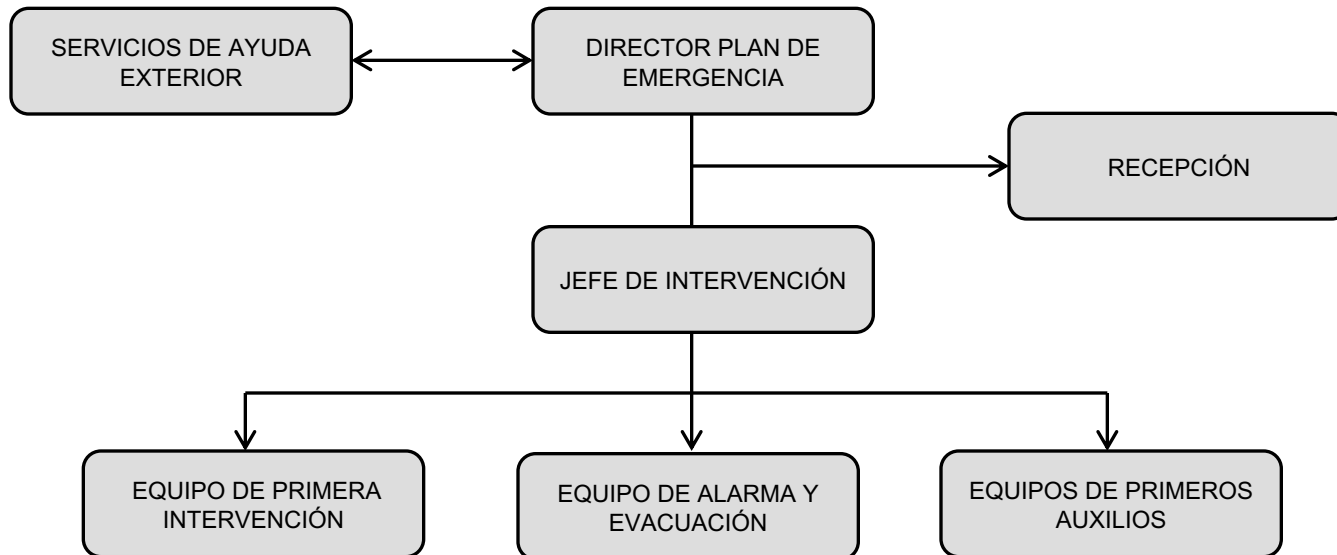 SERVICIOS DE AYUDA
EXTERIOR
DIRECTOR PLAN DE
EMERGENCIA
RECEPCIÓN
JEFE DE INTERVENCIÓN
EQUIPO DE PRIMERA
INTERVENCIÓN
EQUIPO DE ALARMA Y
EVACUACIÓN
EQUIPOS DE PRIMEROS
AUXILIOS